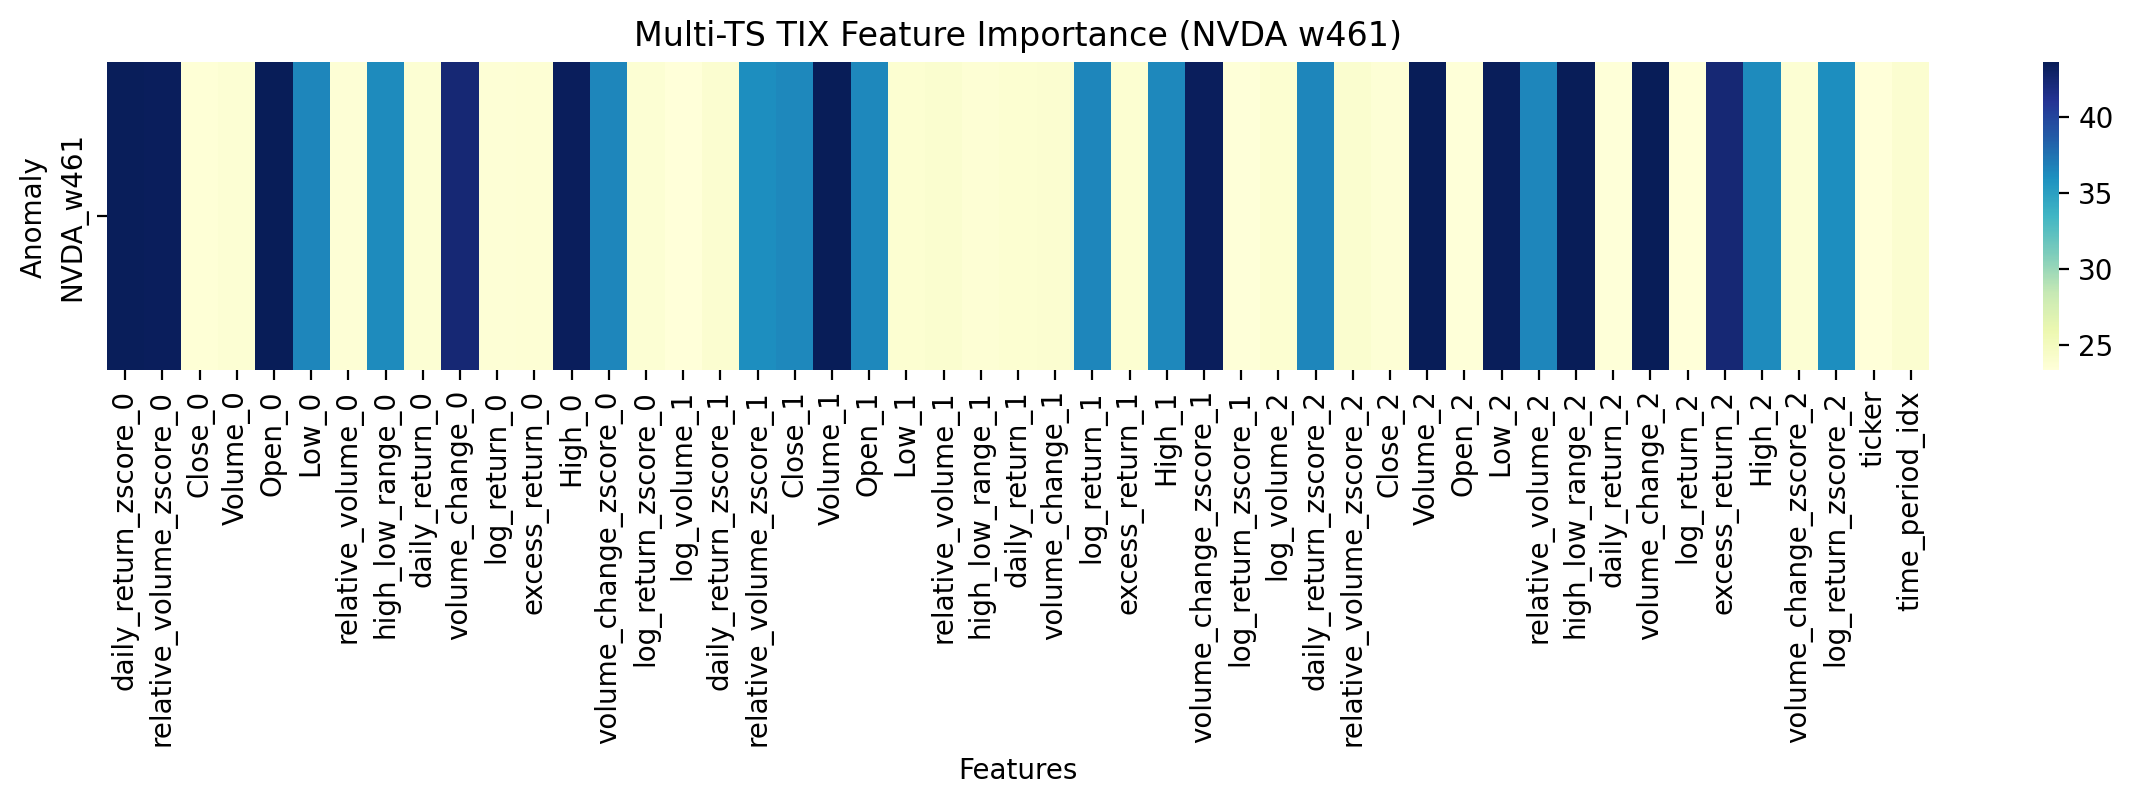 Multi-TS TIX Feature Importance (NVDA w461)
Anomaly
NVDA_w461
40
35
30
25
daily_return_zscore_0
relative_volume_zscore_0
Close_0
Volume_0
Open_0
Low_0
relative_volume_0
high_low_range_0
daily_return_0
volume_change_0
log_return_0
excess_return_0
High_0
volume_change_zscore_0
log_return_zscore_0
log_volume_1
daily_return_zscore_1
relative_volume_zscore_1
Close_1
Volume_1
Open_1
Low_1
relative_volume_1
high_low_range_1
daily_return_1
volume_change_1
log_return_1
excess_return_1
High_1
volume_change_zscore_1
log_return_zscore_1
log_volume_2
daily_return_zscore_2
relative_volume_zscore_2
Close_2
Volume_2
Open_2
Low_2
relative_volume_2
high_low_range_2
daily_return_2
volume_change_2
log_return_2
excess_return_2
High_2
volume_change_zscore_2
log_return_zscore_2
ticker
time_period_idx
Features